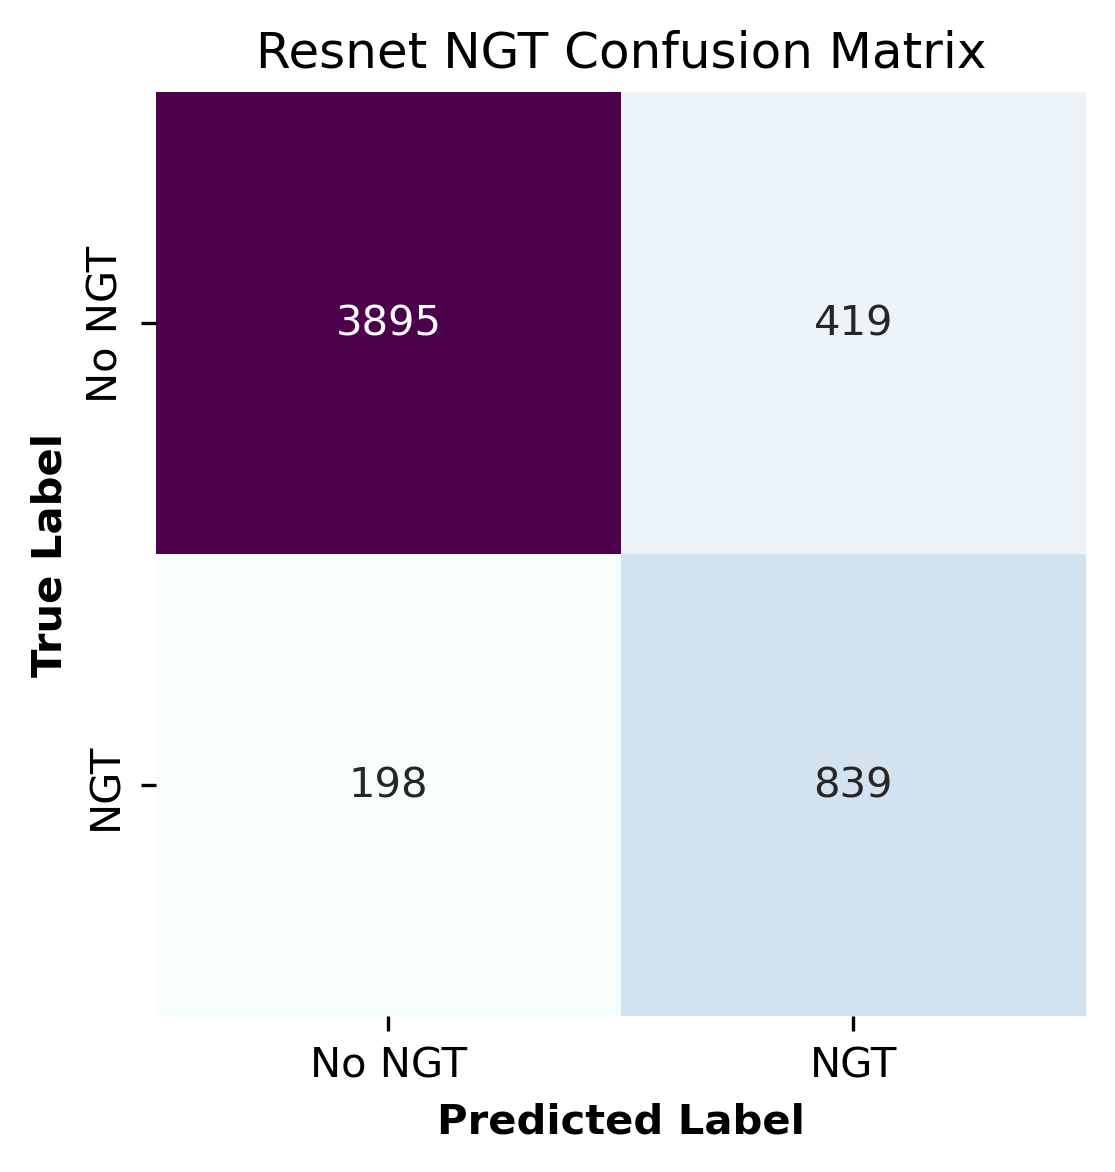 Resnet NGT Confusion Matrix
True Label
No NGT
3895
419
NGT
198
839
No NGT
NGT
Predicted Label